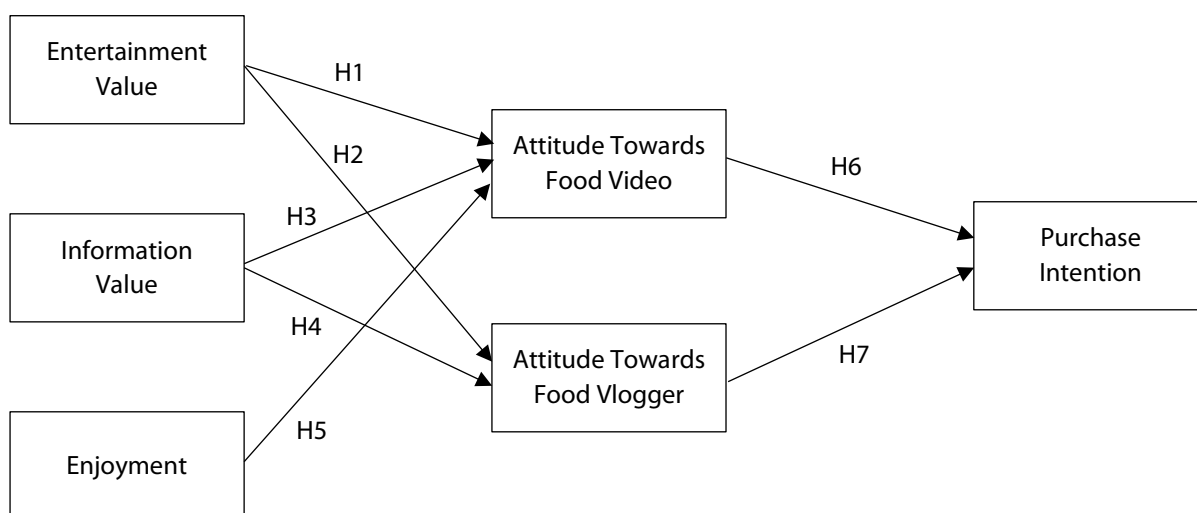 Entertainment
Value
H1
H2
Attitude Towards
Food Video
H6
H3
Information
Value
Purchase
Intention
H4
H7
Attitude Towards
Food Vlogger
H5
Enjoyment